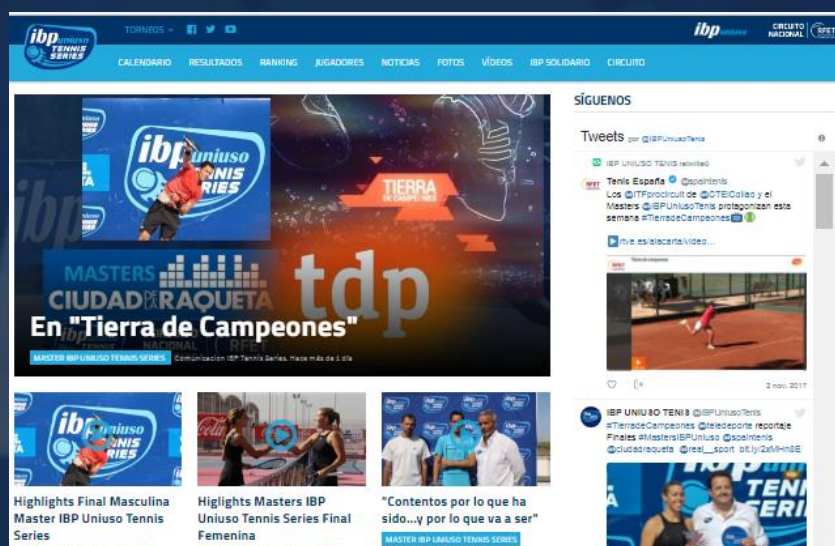 ibp uniuso
TENNIS
SERIES
TORNEOS
ibp uniuso
CIRCUITO
NACIONAL
RFET
CALENDARIO RESULTADOS RANKING JUGADORES NOTICIAS FOTOS VÍDEOS IBP SOLIDARIO CIRCUITO
ibp uniuso
TIERRA
DE CAMPEONES
MASTERS
CIUDAD DE LA RAQUETA
tdp
En "Tierra de Campeones"
MASTER IBP UNIUSO TENNIS SERIES Comunicacion IBP Tennis Series. Hace más de 1 día
Highlights Final Masculina
Master IBP Uniuso Tennis
Series
Higlights Masters IBP
Uniuso Tennis Series Final
Femenina
"Contentos por lo que ha
sido...y por lo que va a ser"
MASTER IBP UNIUSO TENNIS SERIES
SÍGUENOS
Tweets por @IBPUniusoTenis
IBP UNIUSO TENIS retwitteó
Tenis España @spaintenis
Los @ITFprocircuit de @CTElCollao y el
Masters @IBPUniusoTenis protagonizan esta
semana #TierradeCampeones
rtve.es/alacarta/video...
2 nov. 2017
IBP UNIUSO TENIS @IBPUniusoTenis
#TierradeCampeones @teledeporte reportaje
Finales #MastersIBPUniuso @spaintenis
@ciudadraqueta @real__sport bit.ly/2xMHn8E